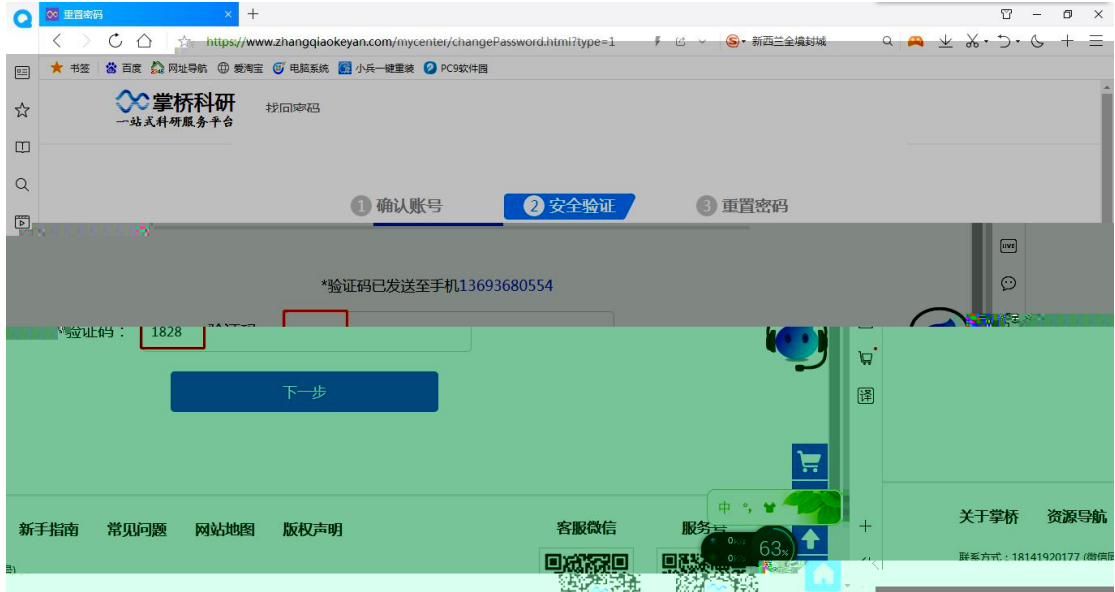 重置密码
https://www.zhangqiaokeyan.com/mycenter/changePassword.html?type=1
新西兰全境封城
书签 百度 网址导航 爱淘宝 电脑系统 小兵一键重装 PC9软件园
掌桥科研 找回密码
一站式科研服务平台
1 确认账号 2 安全验证 3 重置密码
LIVE
*验证码已发送至手机13693680554
验证码： 1828
下一步
译
中
新手指南 常见问题 网站地图 版权声明 客服微信 服务号 关于掌桥 资源导航
63%
联系方式：18141920177 (微信同